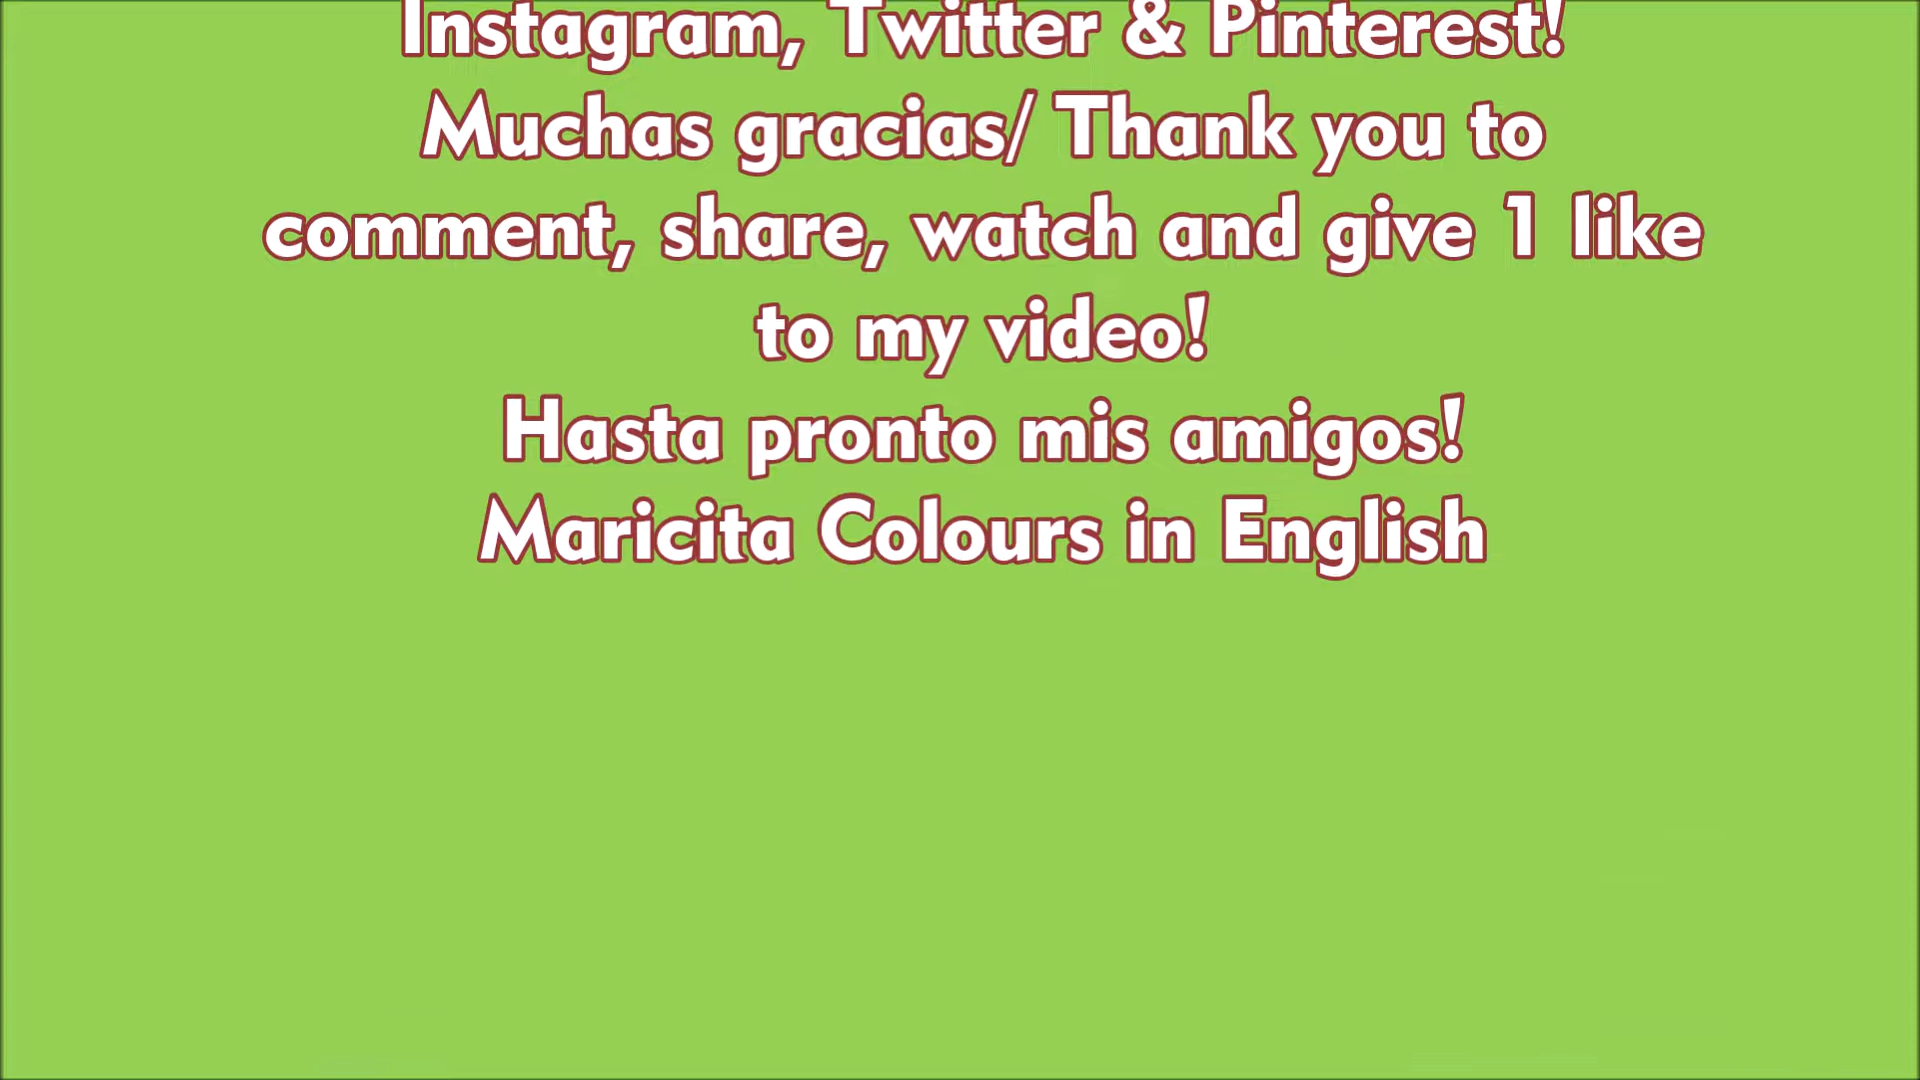 Instagram, Twitter & Pinterest!
Muchas gracias/ Thank you to
comment, share, watch and give 1 like
to my video!
Hasta pronto mis amigos!
Maricita Colours in English